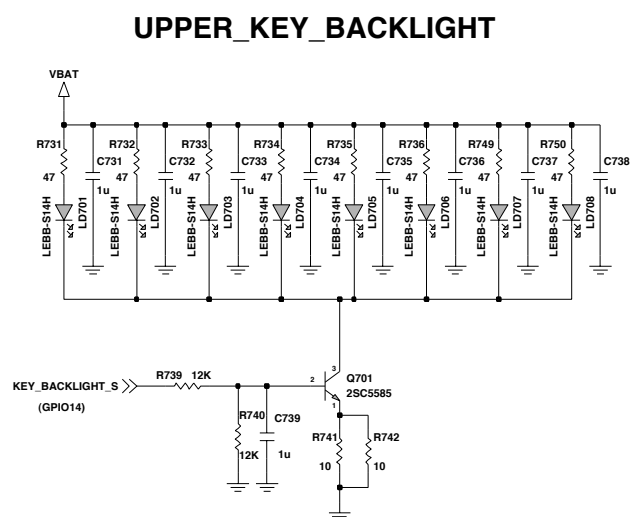 UPPER_KEY_BACKLIGHT
VBAT
R731 R732 R733 R734 R735 R736 R749 R750
C731 C732 C733 C734 C735 C736 C737 C738
47 47 47 47 47 47 47 47
1u 1u 1u 1u 1u 1u 1u 1u
LEBB-S14H LD701
LEBB-S14H LD702
LEBB-S14H LD703
LEBB-S14H LD704
LEBB-S14H LD705
LEBB-S14H LD706
LEBB-S14H LD707
LEBB-S14H LD708
3
R739 12K
2
Q701
KEY_BACKLIGHT_S
2SC5585
(GPIO14)
1
R740
C739
R741
R742
12K
1u
10
10